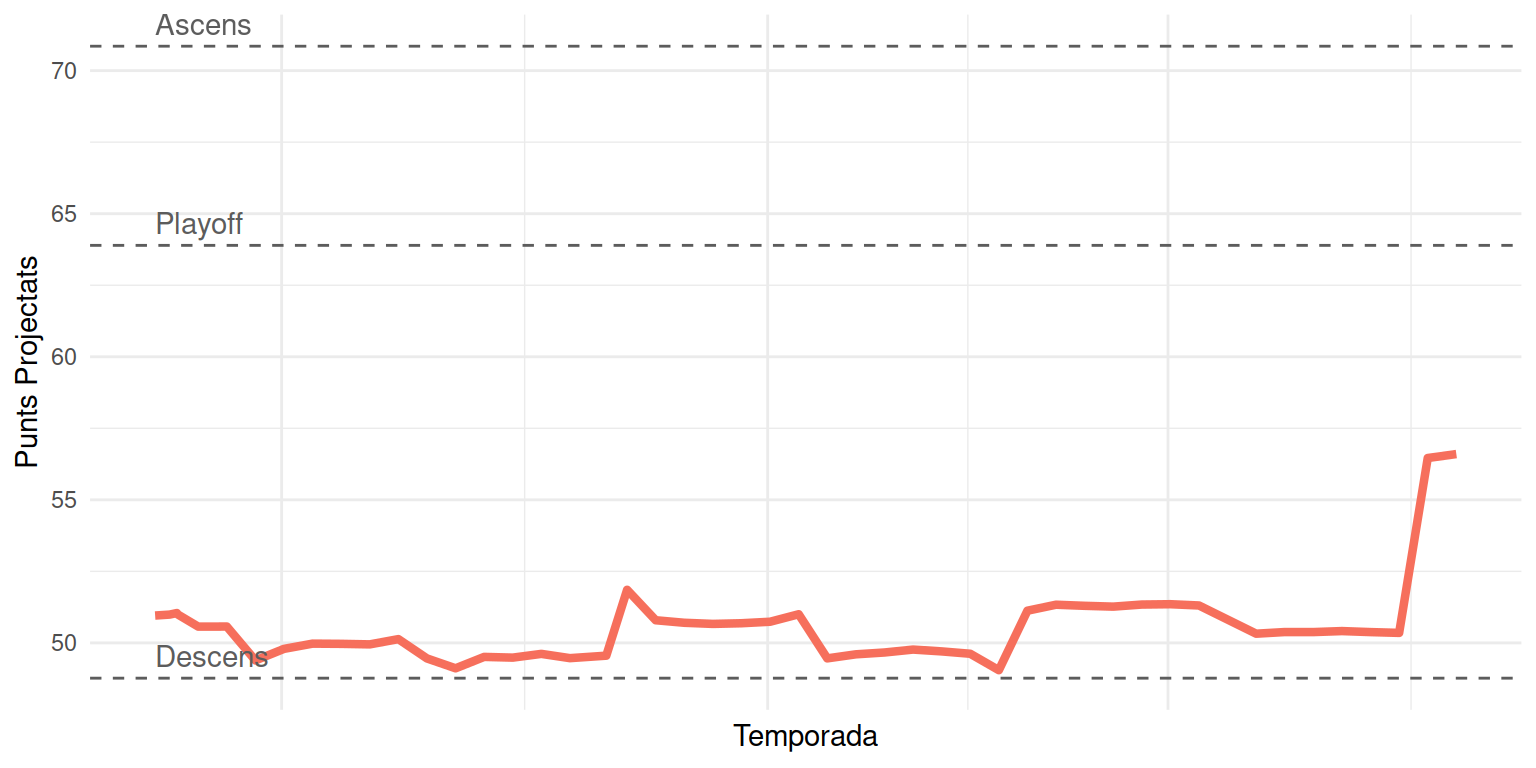 Ascens
70
65
Playoff
Punts Projectats
60
55
50
Descens
Temporada